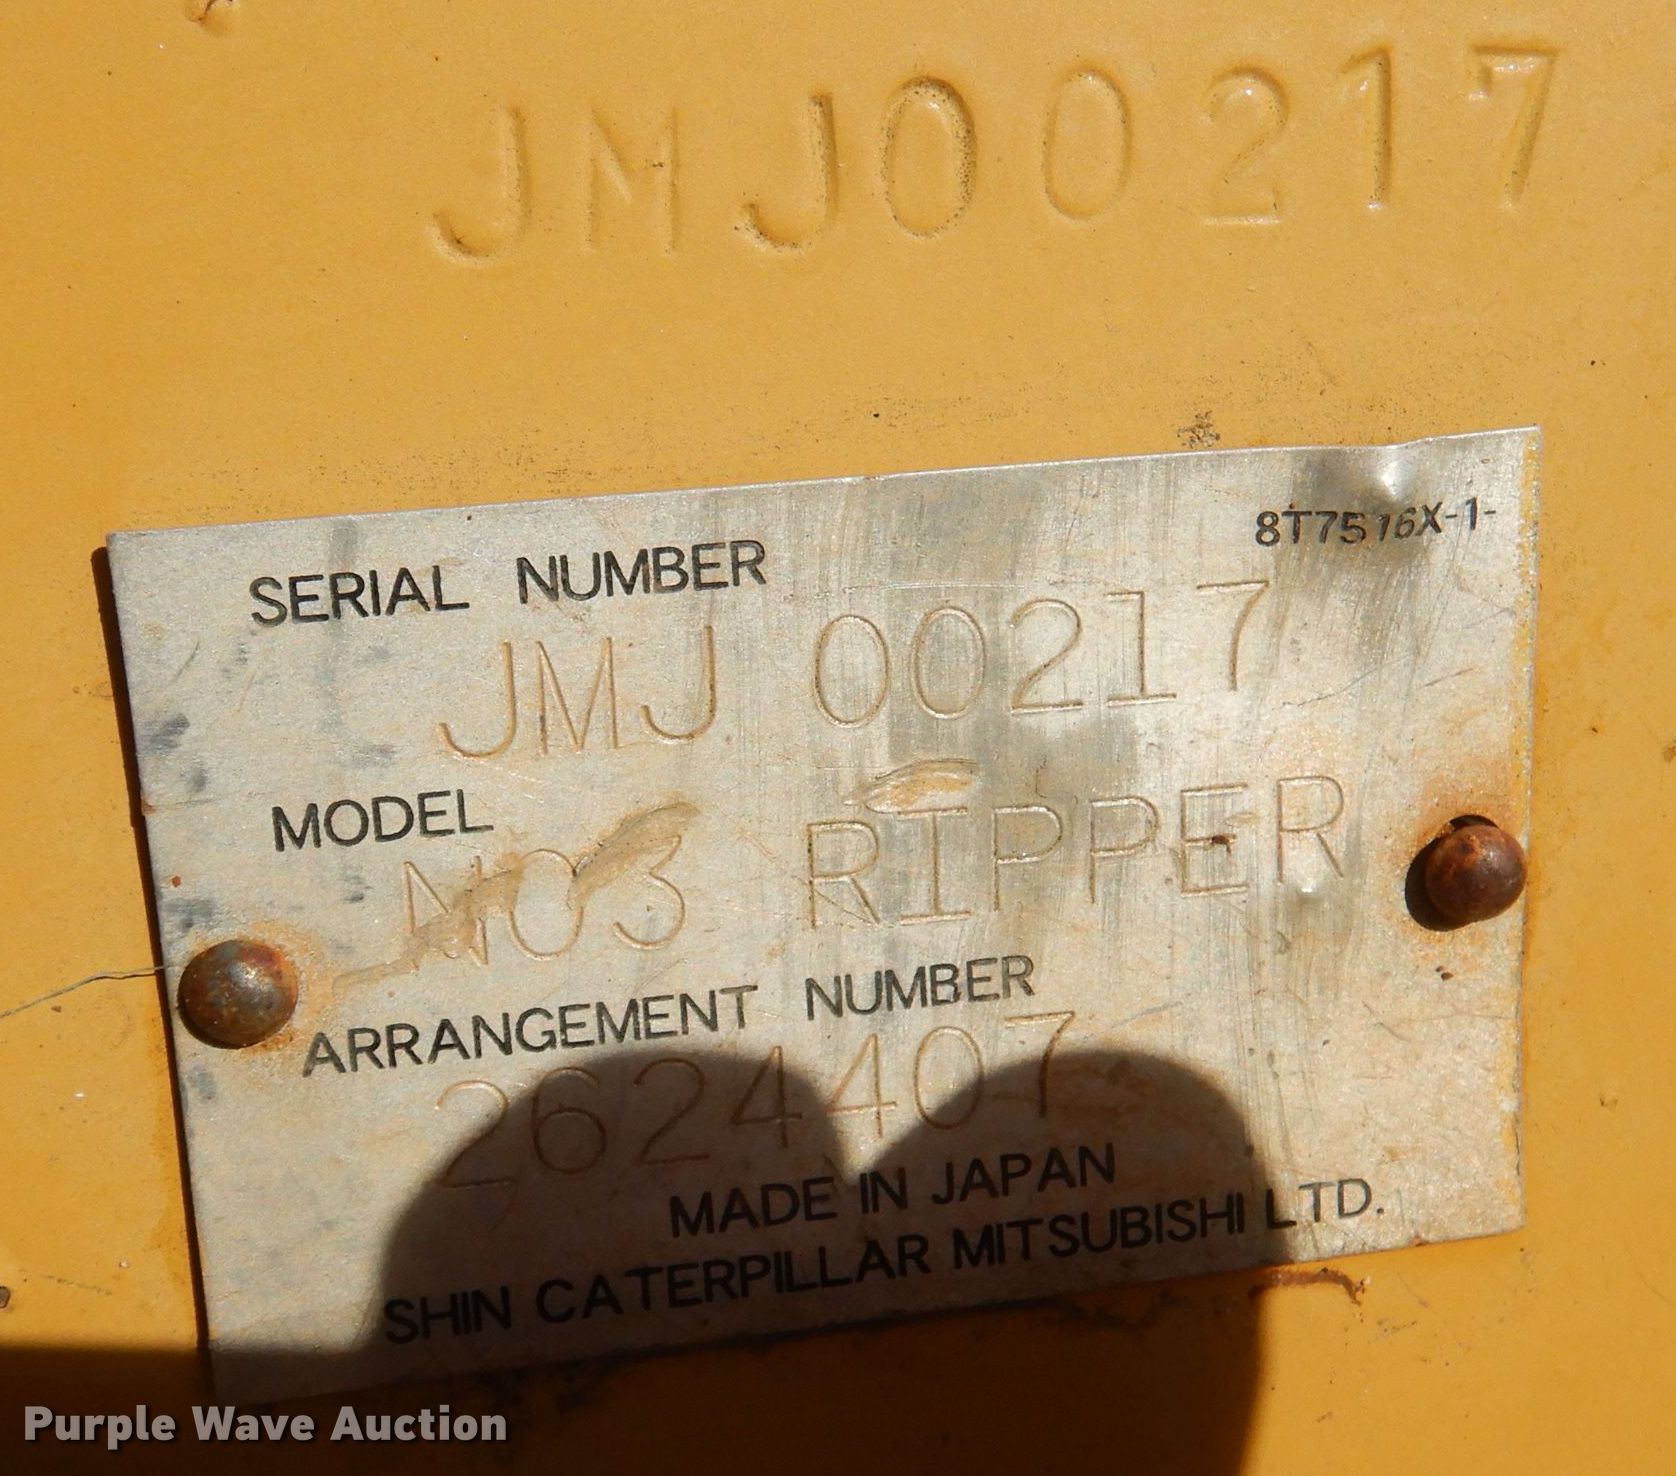 JMJ00217
8T7516X-1-
SERIAL NUMBER
JMJ 00217
MODEL
NO3 RIPPER
ARRANGEMENT NUMBER
2624407
MADE IN JAPAN
SHIN CATERPILLAR MITSUBISHI LTD.
Purple Wave Auction